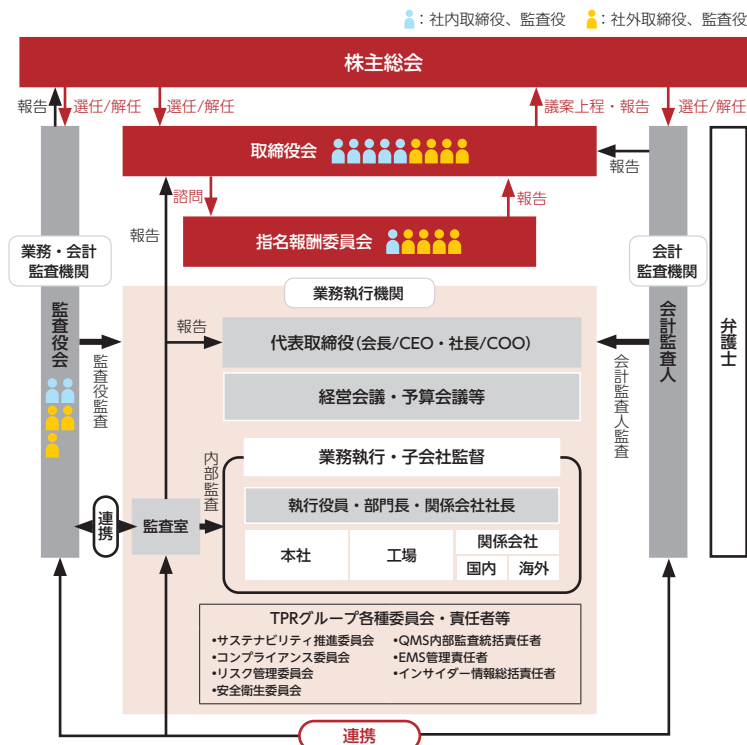 ：社内取締役、監査役　：社外取締役、監査役
株主総会
報告
選任/解任
選任/解任
議案上程・報告
選任/解任
取締役会
報告
諮問
報告
報告
指名報酬委員会
業務・会計
監査機関
会計
監査機関
業務執行機関
監査役会
会計監査人
弁護士
報告
代表取締役（会長/CEO・社長/COO）
監査役監査
会計監査人監査
経営会議・予算会議等
内部監査
業務執行・子会社監督
執行役員・部門長・関係会社社長
連携
監査室
本社
工場
関係会社
国内
海外
TPRグループ各種委員会・責任者等
•サステナビリティ推進委員会
•コンプライアンス委員会
•リスク管理委員会
•安全衛生委員会
•QMS内部監査統括責任者
•EMS管理責任者
•インサイダー情報総括責任者
連携